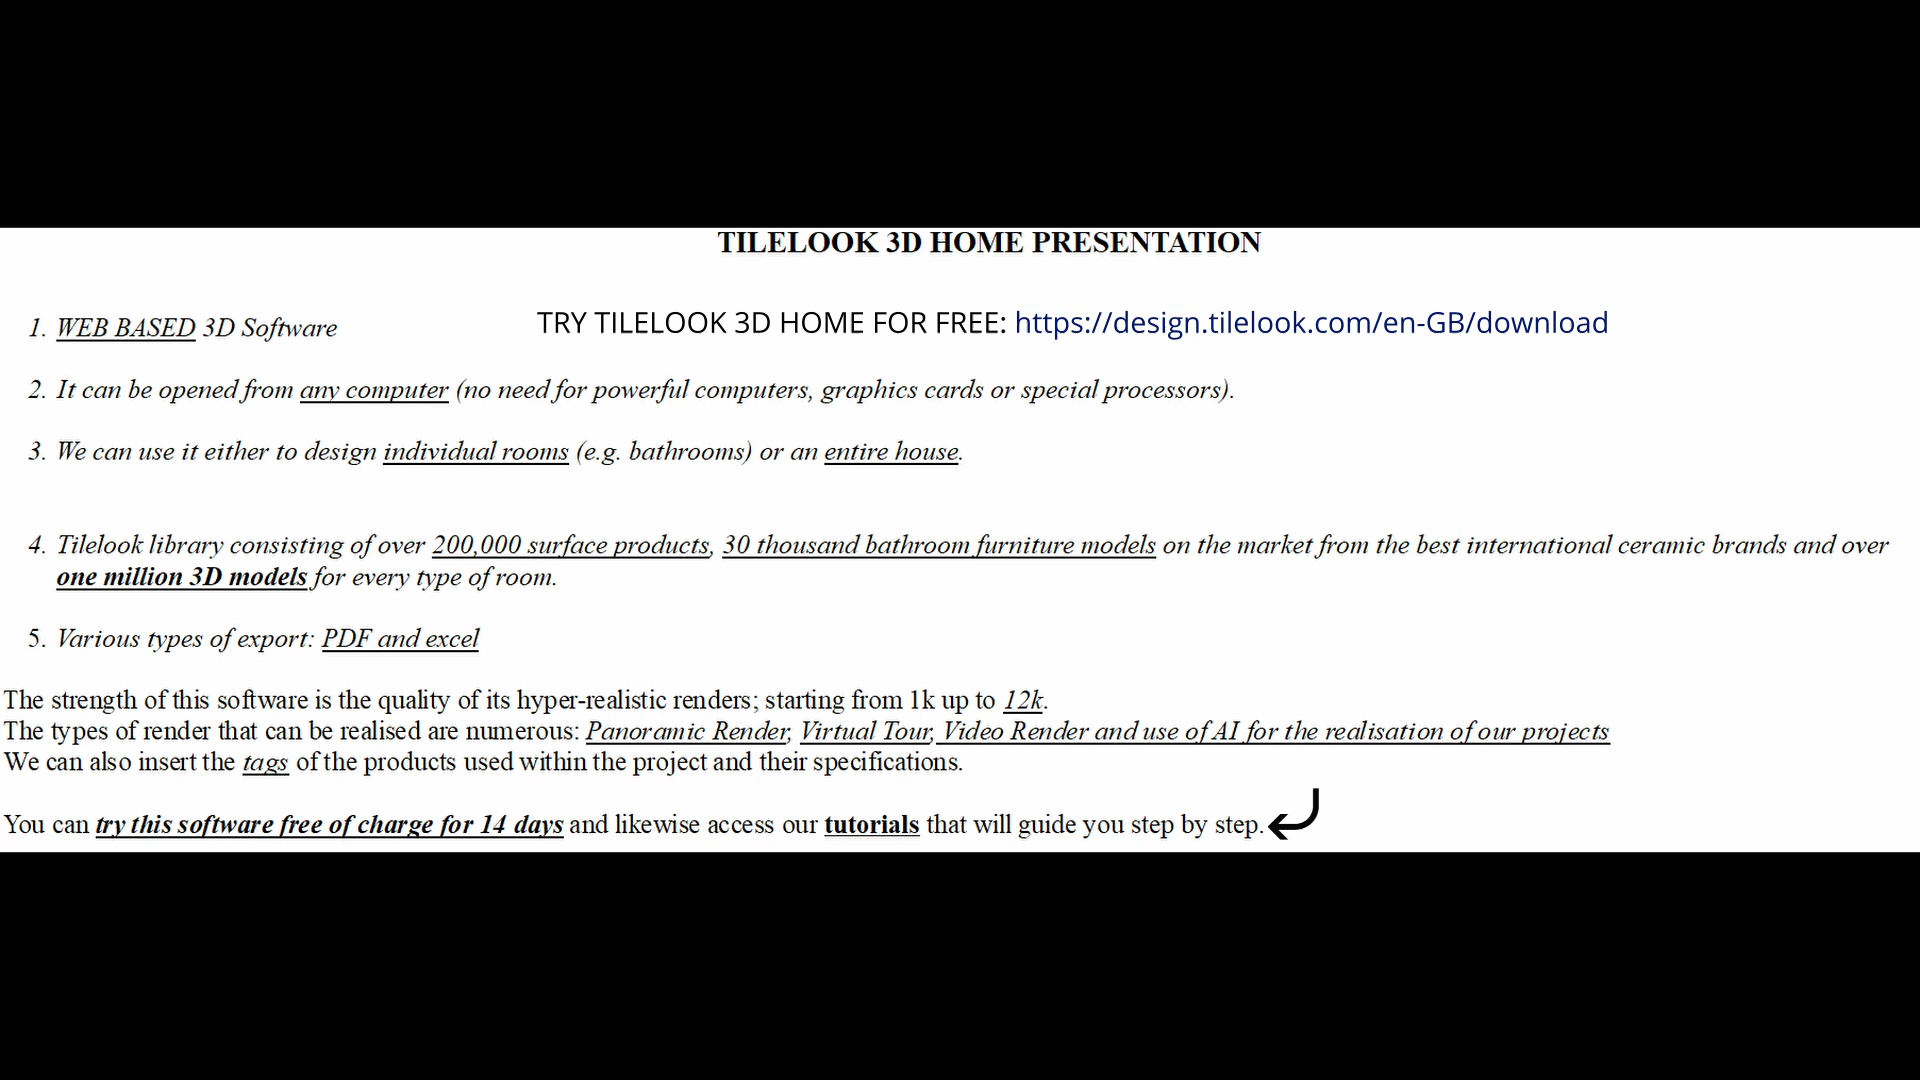 TILELOOK 3D HOME PRESENTATION
1. WEB BASED 3D Software
TRY TILELOOK 3D HOME FOR FREE: https://design.tilelook.com/en-GB/download
2. It can be opened from any computer (no need for powerful computers, graphics cards or special processors).
3. We can use it either to design individual rooms (e.g. bathrooms) or an entire house.
4. Tilelook library consisting of over 200,000 surface products, 30 thousand bathroom furniture models on the market from the best international ceramic brands and over
one million 3D models for every type of room.
5. Various types of export: PDF and excel
The strength of this software is the quality of its hyper-realistic renders; starting from 1k up to 12k.
The types of render that can be realised are numerous: Panoramic Render, Virtual Tour, Video Render and use of AI for the realisation of our projects
We can also insert the tags of the products used within the project and their specifications.
You can try this software free of charge for 14 days and likewise access our tutorials that will guide you step by step.